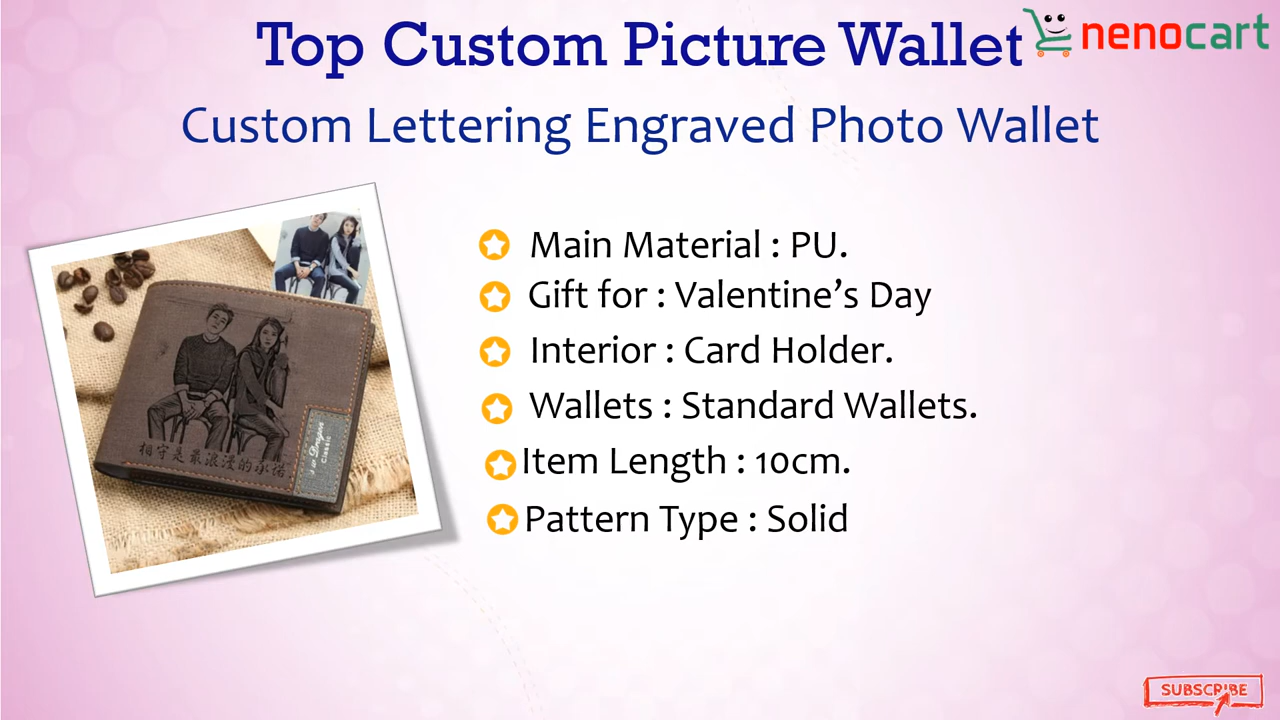 Top Custom Picture Wallet
nenocart
Custom Lettering Engraved Photo Wallet
Main Material : PU.
Gift for : Valentine's Day
Interior : Card Holder.
Wallets : Standard Wallets.
Item Length : 10cm.
Pattern Type : Solid
相守是最浪漫的承诺
Dragon
Classic
SUBSCRIBE